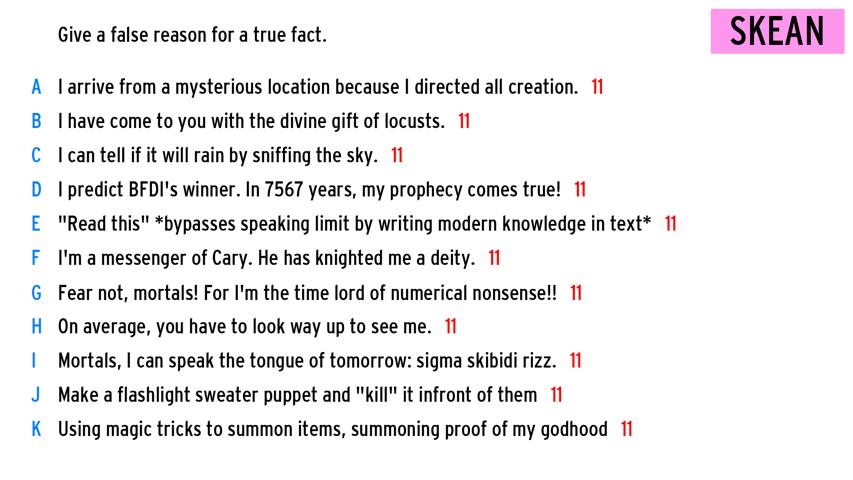 Give a false reason for a true fact.
SKEAN
A I arrive from a mysterious location because I directed all creation. 11
B I have come to you with the divine gift of locusts. 11
C I can tell if it will rain by sniffing the sky. 11
D I predict BFDI's winner. In 7567 years, my prophecy comes true! 11
E "Read this" *bypasses speaking limit by writing modern knowledge in text* 11
F I'm a messenger of Cary. He has knighted me a deity. 11
G Fear not, mortals! For I'm the time lord of numerical nonsense!! 11
H On average, you have to look way up to see me. 11
I Mortals, I can speak the tongue of tomorrow: sigma skibidi rizz. 11
J Make a flashlight sweater puppet and "kill" it infront of them 11
K Using magic tricks to summon items, summoning proof of my godhood 11